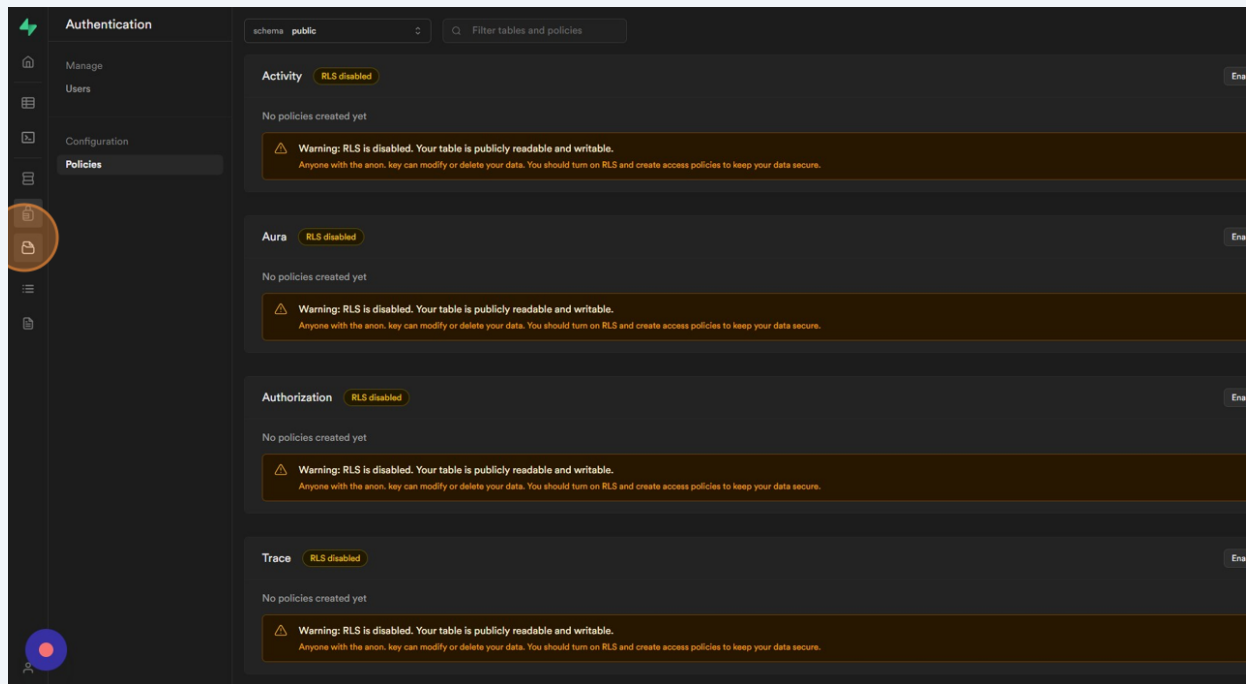 Authentication
Manage
Users
Configuration
Policies
schema public
Filter tables and policies
Activity RLS disabled Ena
No policies created yet
Warning: RLS is disabled. Your table is publicly readable and writable.
Anyone with the anon. key can modify or delete your data. You should turn on RLS and create access policies to keep your data secure.
Aura RLS disabled Ena
No policies created yet
Warning: RLS is disabled. Your table is publicly readable and writable.
Anyone with the anon. key can modify or delete your data. You should turn on RLS and create access policies to keep your data secure.
Authorization RLS disabled Ena
No policies created yet
Warning: RLS is disabled. Your table is publicly readable and writable.
Anyone with the anon. key can modify or delete your data. You should turn on RLS and create access policies to keep your data secure.
Trace RLS disabled Ena
No policies created yet
Warning: RLS is disabled. Your table is publicly readable and writable.
Anyone with the anon. key can modify or delete your data. You should turn on RLS and create access policies to keep your data secure.